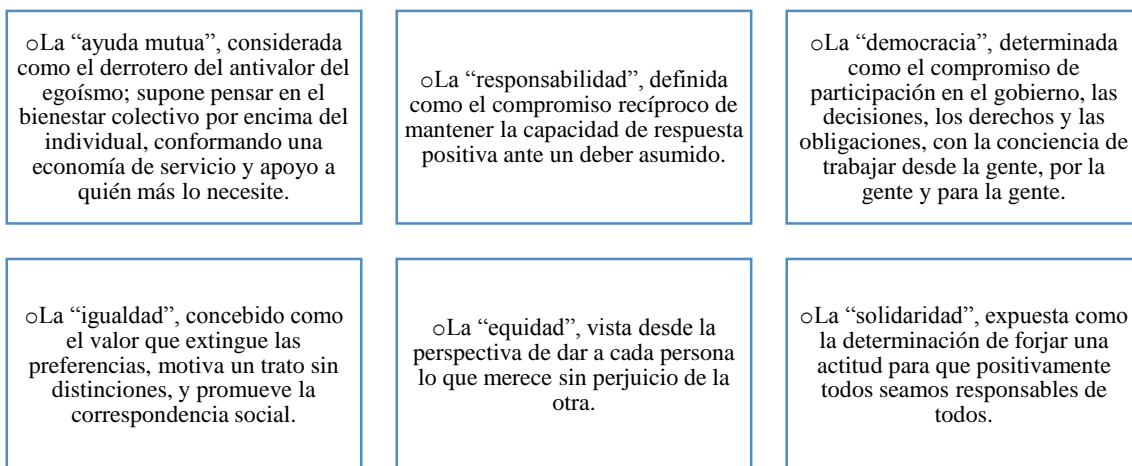 oLa “ayuda mutua”, considerada
como el derrotero del antivalor del
egoísmo; supone pensar en el
bienestar colectivo por encima del
individual, conformando una
economía de servicio y apoyo a
quién más lo necesite.
oLa “responsabilidad”, definida
como el compromiso recíproco de
mantener la capacidad de respuesta
positiva ante un deber asumido.
oLa “democracia”, determinada
como el compromiso de
participación en el gobierno, las
decisiones, los derechos y las
obligaciones, con la conciencia de
trabajar desde la gente, por la
gente y para la gente.
oLa “igualdad”, concebido como
el valor que extingue las
preferencias, motiva un trato sin
distinciones, y promueve la
correspondencia social.
oLa “equidad”, vista desde la
perspectiva de dar a cada persona
lo que merece sin perjuicio de la
otra.
oLa “solidaridad”, expuesta como
la determinación de forjar una
actitud para que positivamente
todos seamos responsables de
todos.